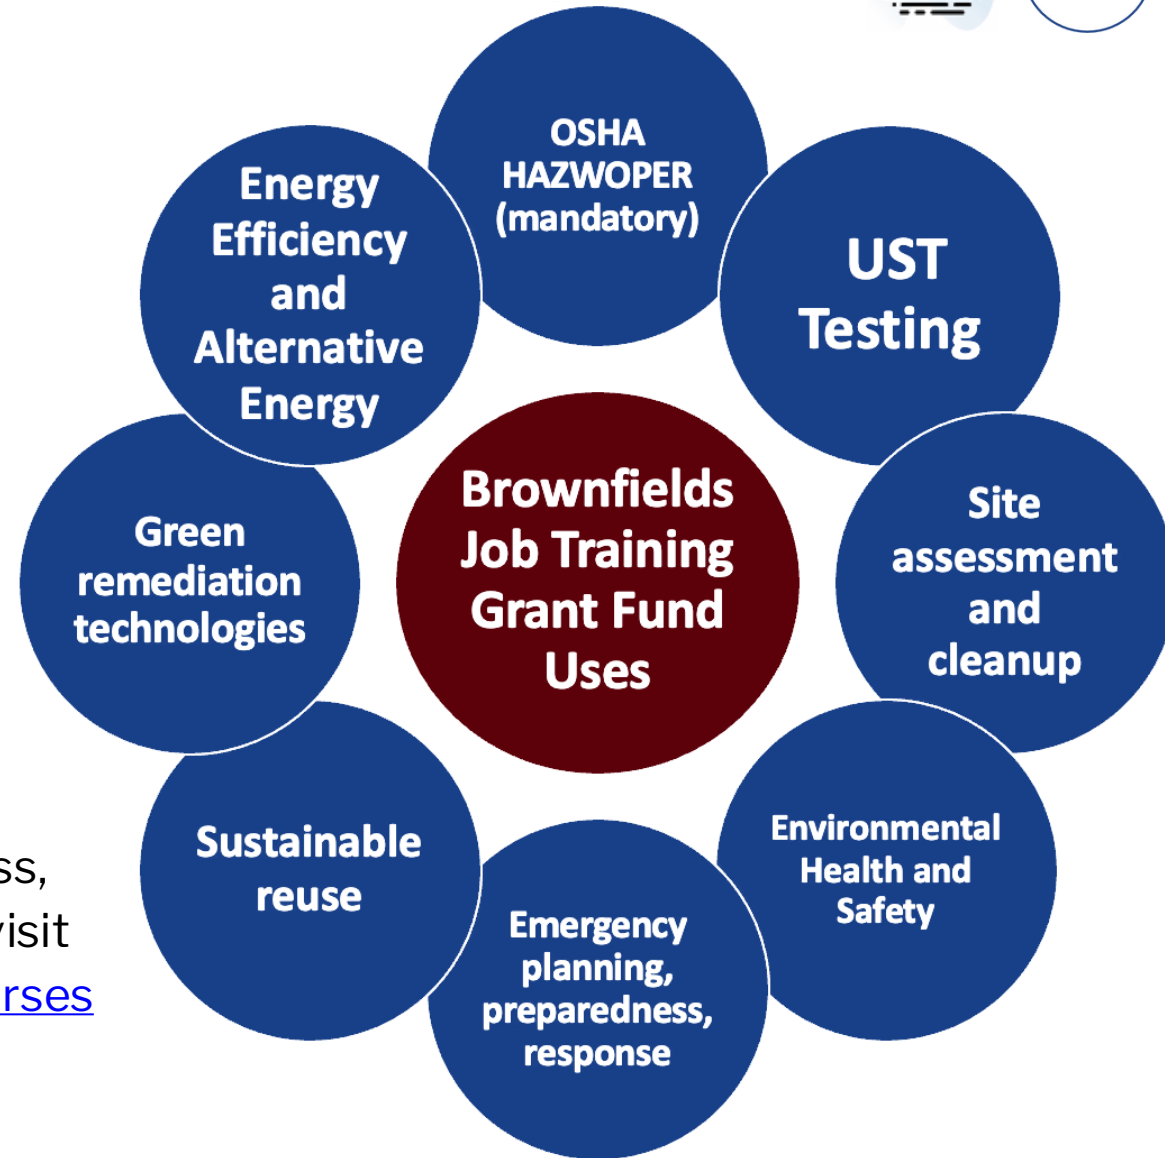 OSHA
HAZWOPER
(mandatory)
UST
Testing
Site
assessment
and
cleanup
Environmental
Health and
Safety
Emergency
planning,
preparedness,
response
Sustainable
reuse
Green
remediation
technologies
Energy
Efficiency
and
Alternative
Energy
Brownfields
Job Training
Grant Fund
Uses
ss,
visit
rses